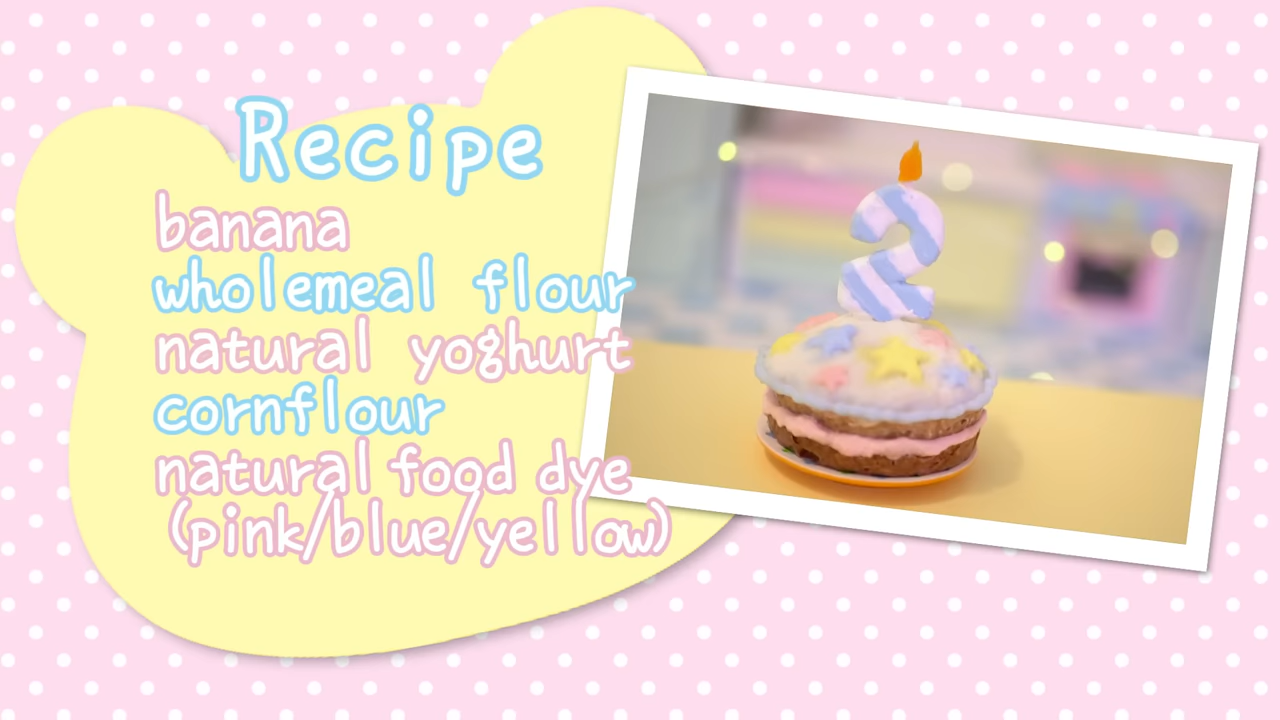 Recipe
banana
wholemeal flour
natural yoghurt
cornflour
natural food dye
(pink/blue/yellow)
2